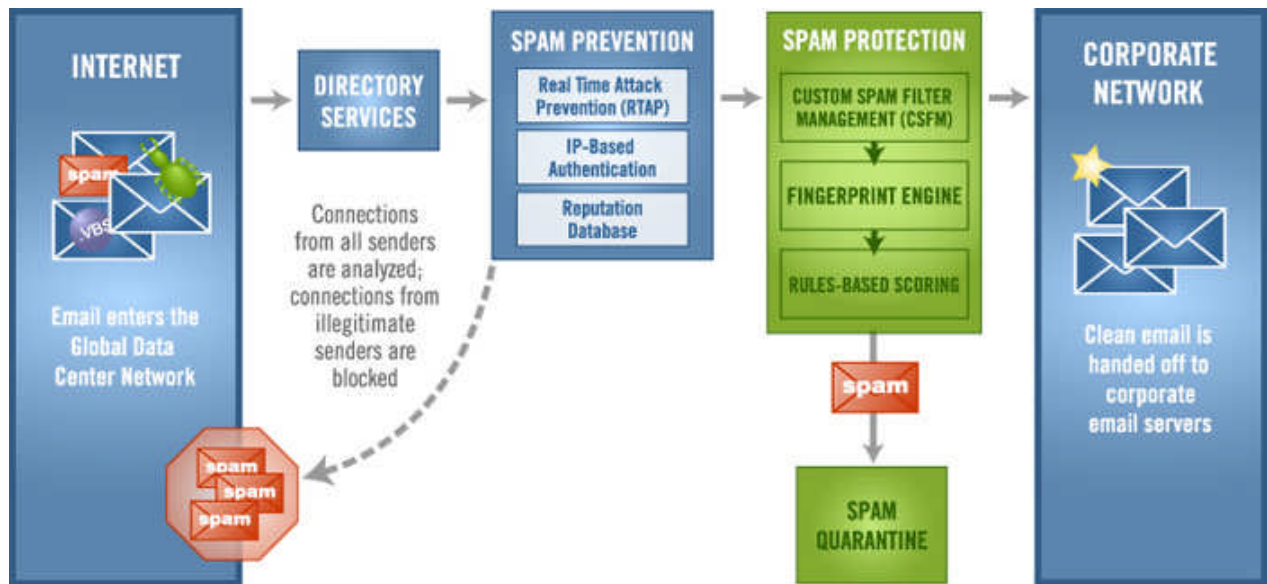 INTERNET
spam
VBS
Email enters the
Global Data
Center Network
DIRECTORY
SERVICES
Connections
from all senders
are analyzed;
connections from
illegitimate
senders are
blocked
spam
spam
spam
SPAM PREVENTION
Real Time Attack
Prevention (RTAP)
IP-Based
Authentication
Reputation
Database
SPAM PROTECTION
CUSTOM SPAM FILTER
MANAGEMENT (CSFM)
FINGERPRINT ENGINE
RULES-BASED SCORING
spam
SPAM
QUARANTINE
CORPORATE
NETWORK
Clean email is
handed off to
corporate
email servers